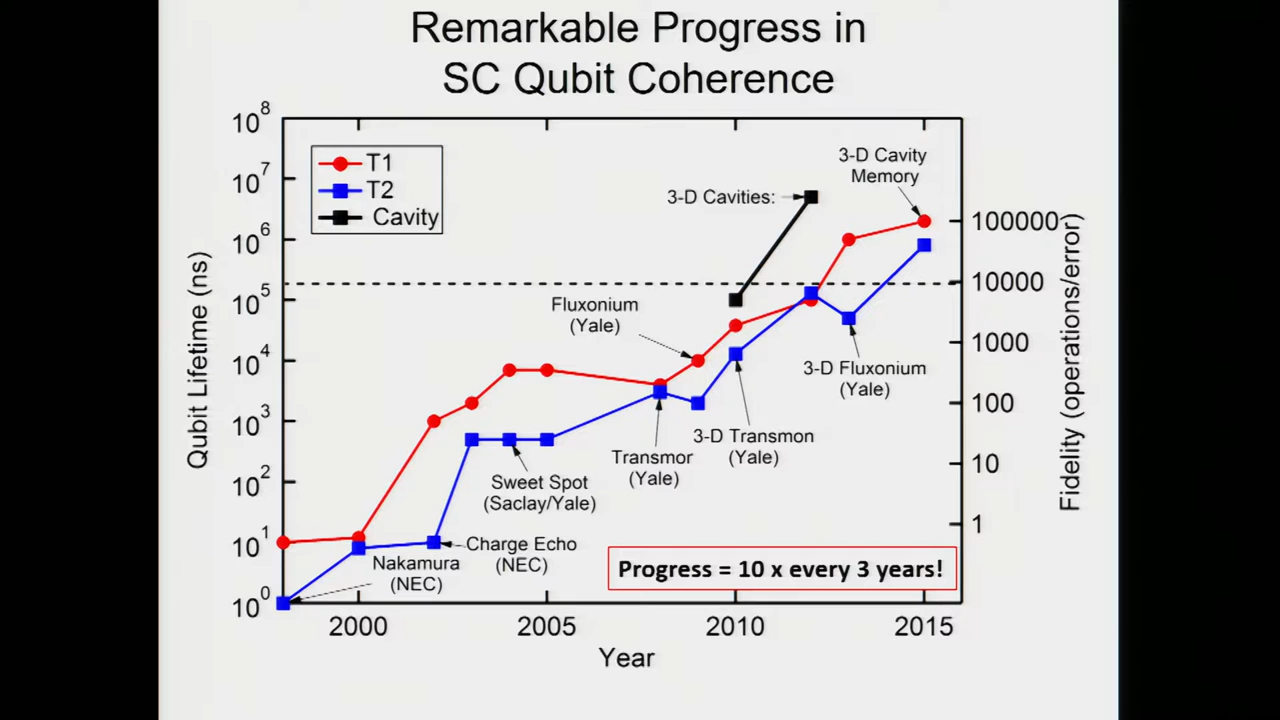 Remarkable Progress in
SC Qubit Coherence
10^8
10^7
10^6
10^5
10^4
10^3
10^2
10^1
10^0
Qubit Lifetime (ns)
T1
T2
Cavity
3-D Cavities:
3-D Cavity
Memory
Fluxonium
(Yale)
3-D Fluxonium
(Yale)
3-D Transmon
(Yale)
Transmor
(Yale)
Sweet Spot
(Saclay/Yale)
Charge Echo
(NEC)
Nakamura
(NEC)
Progress = 10 x every 3 years!
100000
10000
1000
100
10
1
Fidelity (operations/error)
2000
2005
2010
2015
Year